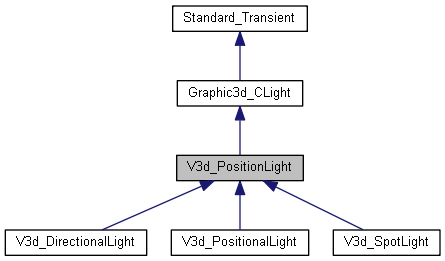 Standard_Transient
Graphic3d_CLight
V3d_PositionLight
V3d_DirectionalLight
V3d_PositionalLight
V3d_SpotLight